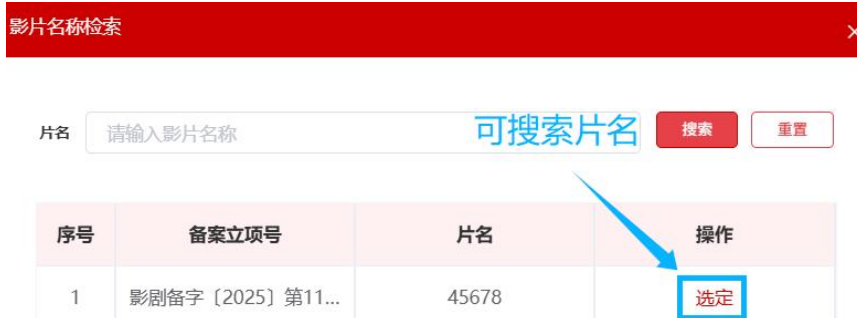 影片名称检索
片名 请输入影片名称 可搜索片名 搜索 重置
序号 备案立项号 片名 操作
1 影剧备字〔2025〕第11... 45678 选定